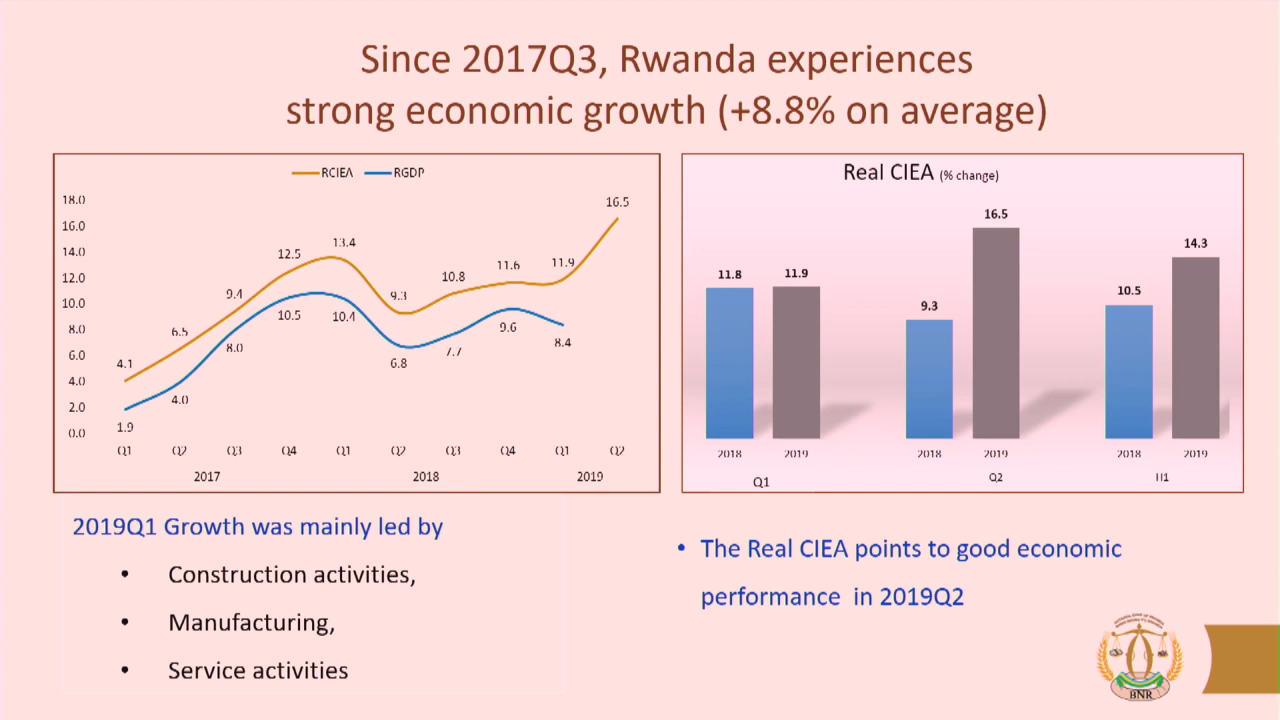 Since 2017Q3, Rwanda experiences
strong economic growth (+8.8% on average)
RCIEA RGDP
18.0
16.0
14.0
12.0
10.0
8.0
6.0
4.0
2.0
0.0
4.1
6.5
9.4
12.5
13.4
9.3
10.8
11.6
11.9
16.5
1.9
4.0
8.0
10.5
10.4
6.8
7.7
9.6
8.4
Q1 Q2 Q3 Q4 Q1 Q2 Q3 Q4 Q1 Q2
2017 2018 2019
Real CIEA (% change)
11.8 11.9 9.3 16.5 10.5 14.3
2018 2019 2018 2019 2018 2019
Q1 Q2 H1
2019Q1 Growth was mainly led by
• Construction activities,
• Manufacturing,
• Service activities
• The Real CIEA points to good economic
performance in 2019Q2
BNR